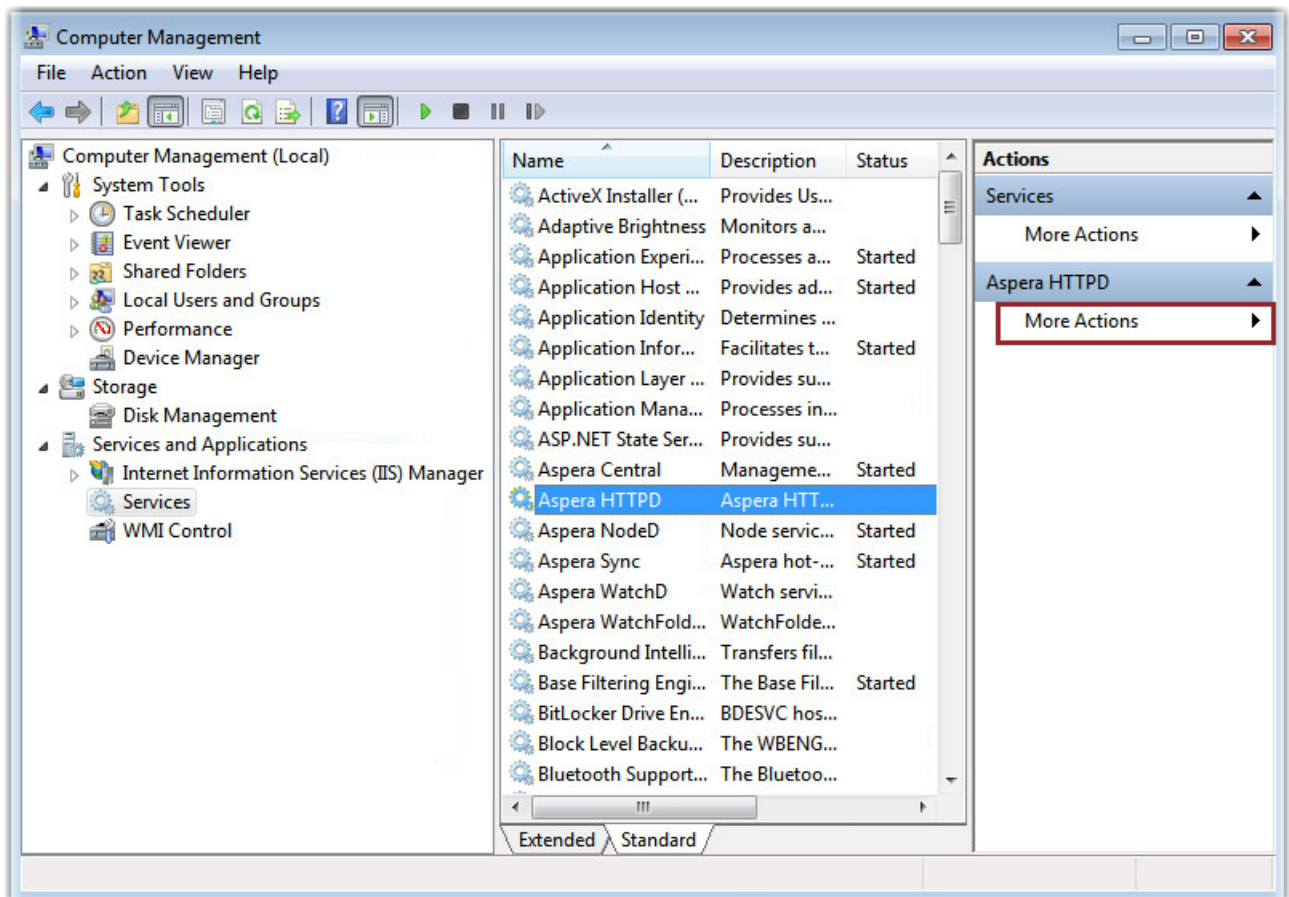 Computer Management
File Action View Help
Computer Management (Local)
System Tools
Task Scheduler
Event Viewer
Shared Folders
Local Users and Groups
Performance
Device Manager
Storage
Disk Management
Services and Applications
Internet Information Services (IIS) Manager
Services
WMI Control
Name Description Status
ActiveX Installer (... Provides Us...
Adaptive Brightness Monitors a...
Application Experi... Processes a... Started
Application Host ... Provides ad... Started
Application Identity Determines ...
Application Infor... Facilitates t... Started
Application Layer ... Provides su...
Application Mana... Processes in...
ASP.NET State Ser... Provides su...
Aspera Central Manageme... Started
Aspera HTTPD Aspera HTT...
Aspera NodeD Node servic... Started
Aspera Sync Aspera hot-... Started
Aspera WatchD Watch servi...
Aspera WatchFold... WatchFolde...
Background Intelli... Transfers fil...
Base Filtering Engi... The Base Fil... Started
BitLocker Drive En... BDESVC hos...
Block Level Backu... The WBENG...
Bluetooth Support... The Bluetoo...
Extended Standard
Actions
Services
More Actions
Aspera HTTPD
More Actions